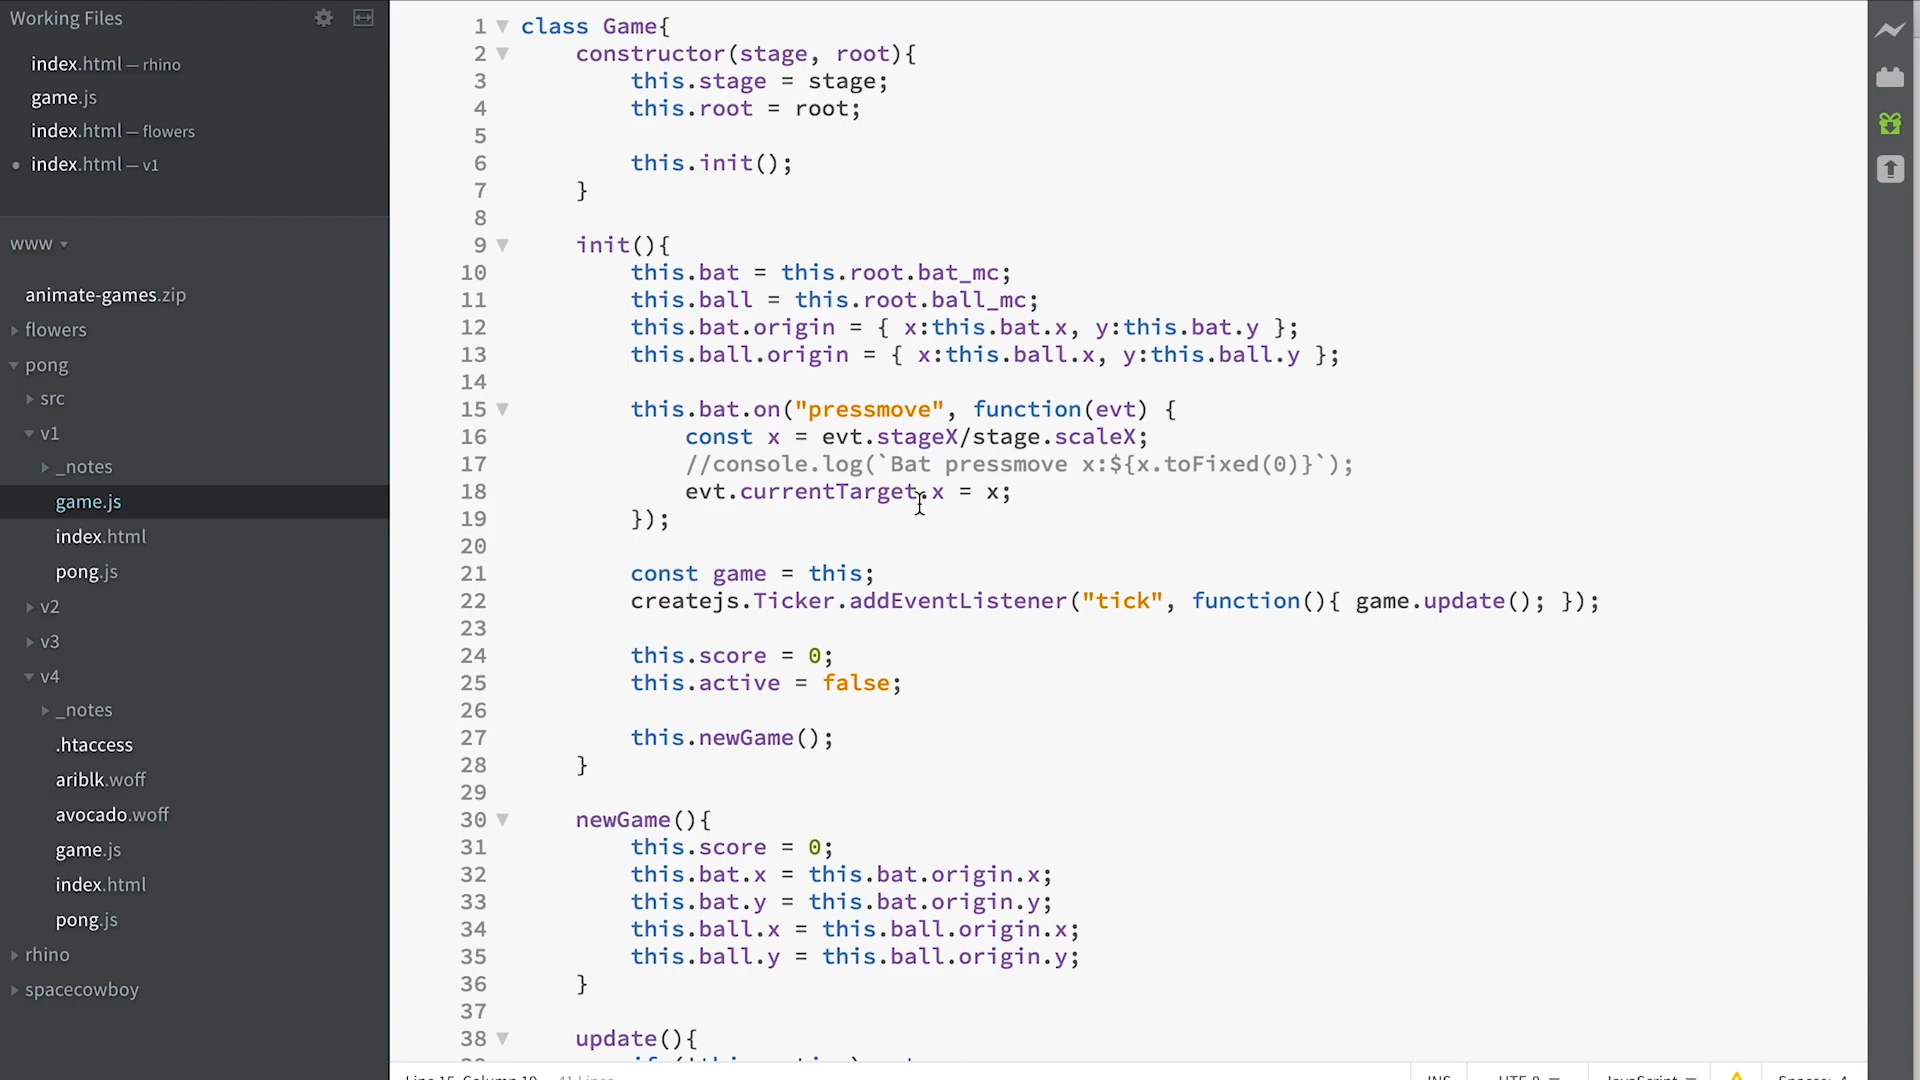 Working Files
index.html — rhino
game.js
index.html — flowers
index.html — v1
www
animate-games.zip
flowers
pong
src
v1
_notes
game.js
index.html
pong.js
v2
v3
v4
_notes
.htaccess
ariblk.woff
avocado.woff
game.js
index.html
pong.js
rhino
spacecowboy
1 class Game{
2     constructor(stage, root){
3         this.stage = stage;
4         this.root = root;
5
6         this.init();
7     }
8
9     init(){
10         this.bat = this.root.bat_mc;
11         this.ball = this.root.ball_mc;
12         this.bat.origin = { x:this.bat.x, y:this.bat.y };
13         this.ball.origin = { x:this.ball.x, y:this.ball.y };
14
15         this.bat.on("pressmove", function(evt) {
16             const x = evt.stageX/stage.scaleX;
17             //console.log(`Bat pressmove x:${x.toFixed(0)}`);
18             evt.currentTarget.x = x;
19         });
20
21         const game = this;
22         createjs.Ticker.addEventListener("tick", function(){ game.update(); });
23
24         this.score = 0;
25         this.active = false;
26
27         this.newGame();
28     }
29
30     newGame(){
31         this.score = 0;
32         this.bat.x = this.bat.origin.x;
33         this.bat.y = this.bat.origin.y;
34         this.ball.x = this.ball.origin.x;
35         this.ball.y = this.ball.origin.y;
36     }
37
38     update(){